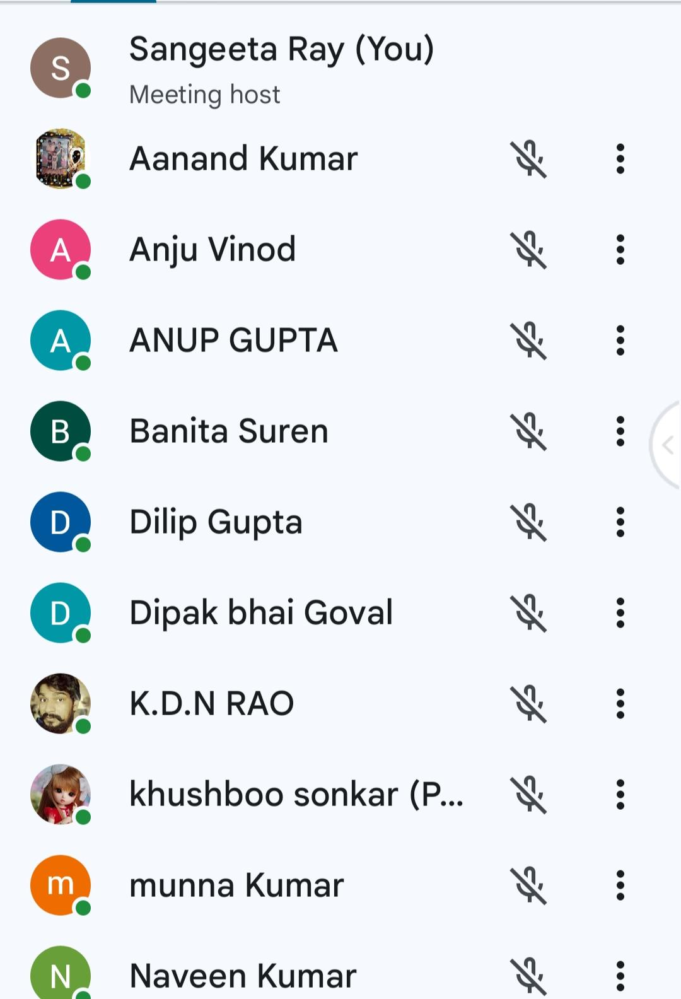 S
Sangeeta Ray (You)
Meeting host
Aanand Kumar
A
Anju Vinod
A
ANUP GUPTA
B
Banita Suren
D
Dilip Gupta
D
Dipak bhai Goval
K.D.N RAO
khushboo sonkar (P...
m
munna Kumar
N
Naveen Kumar